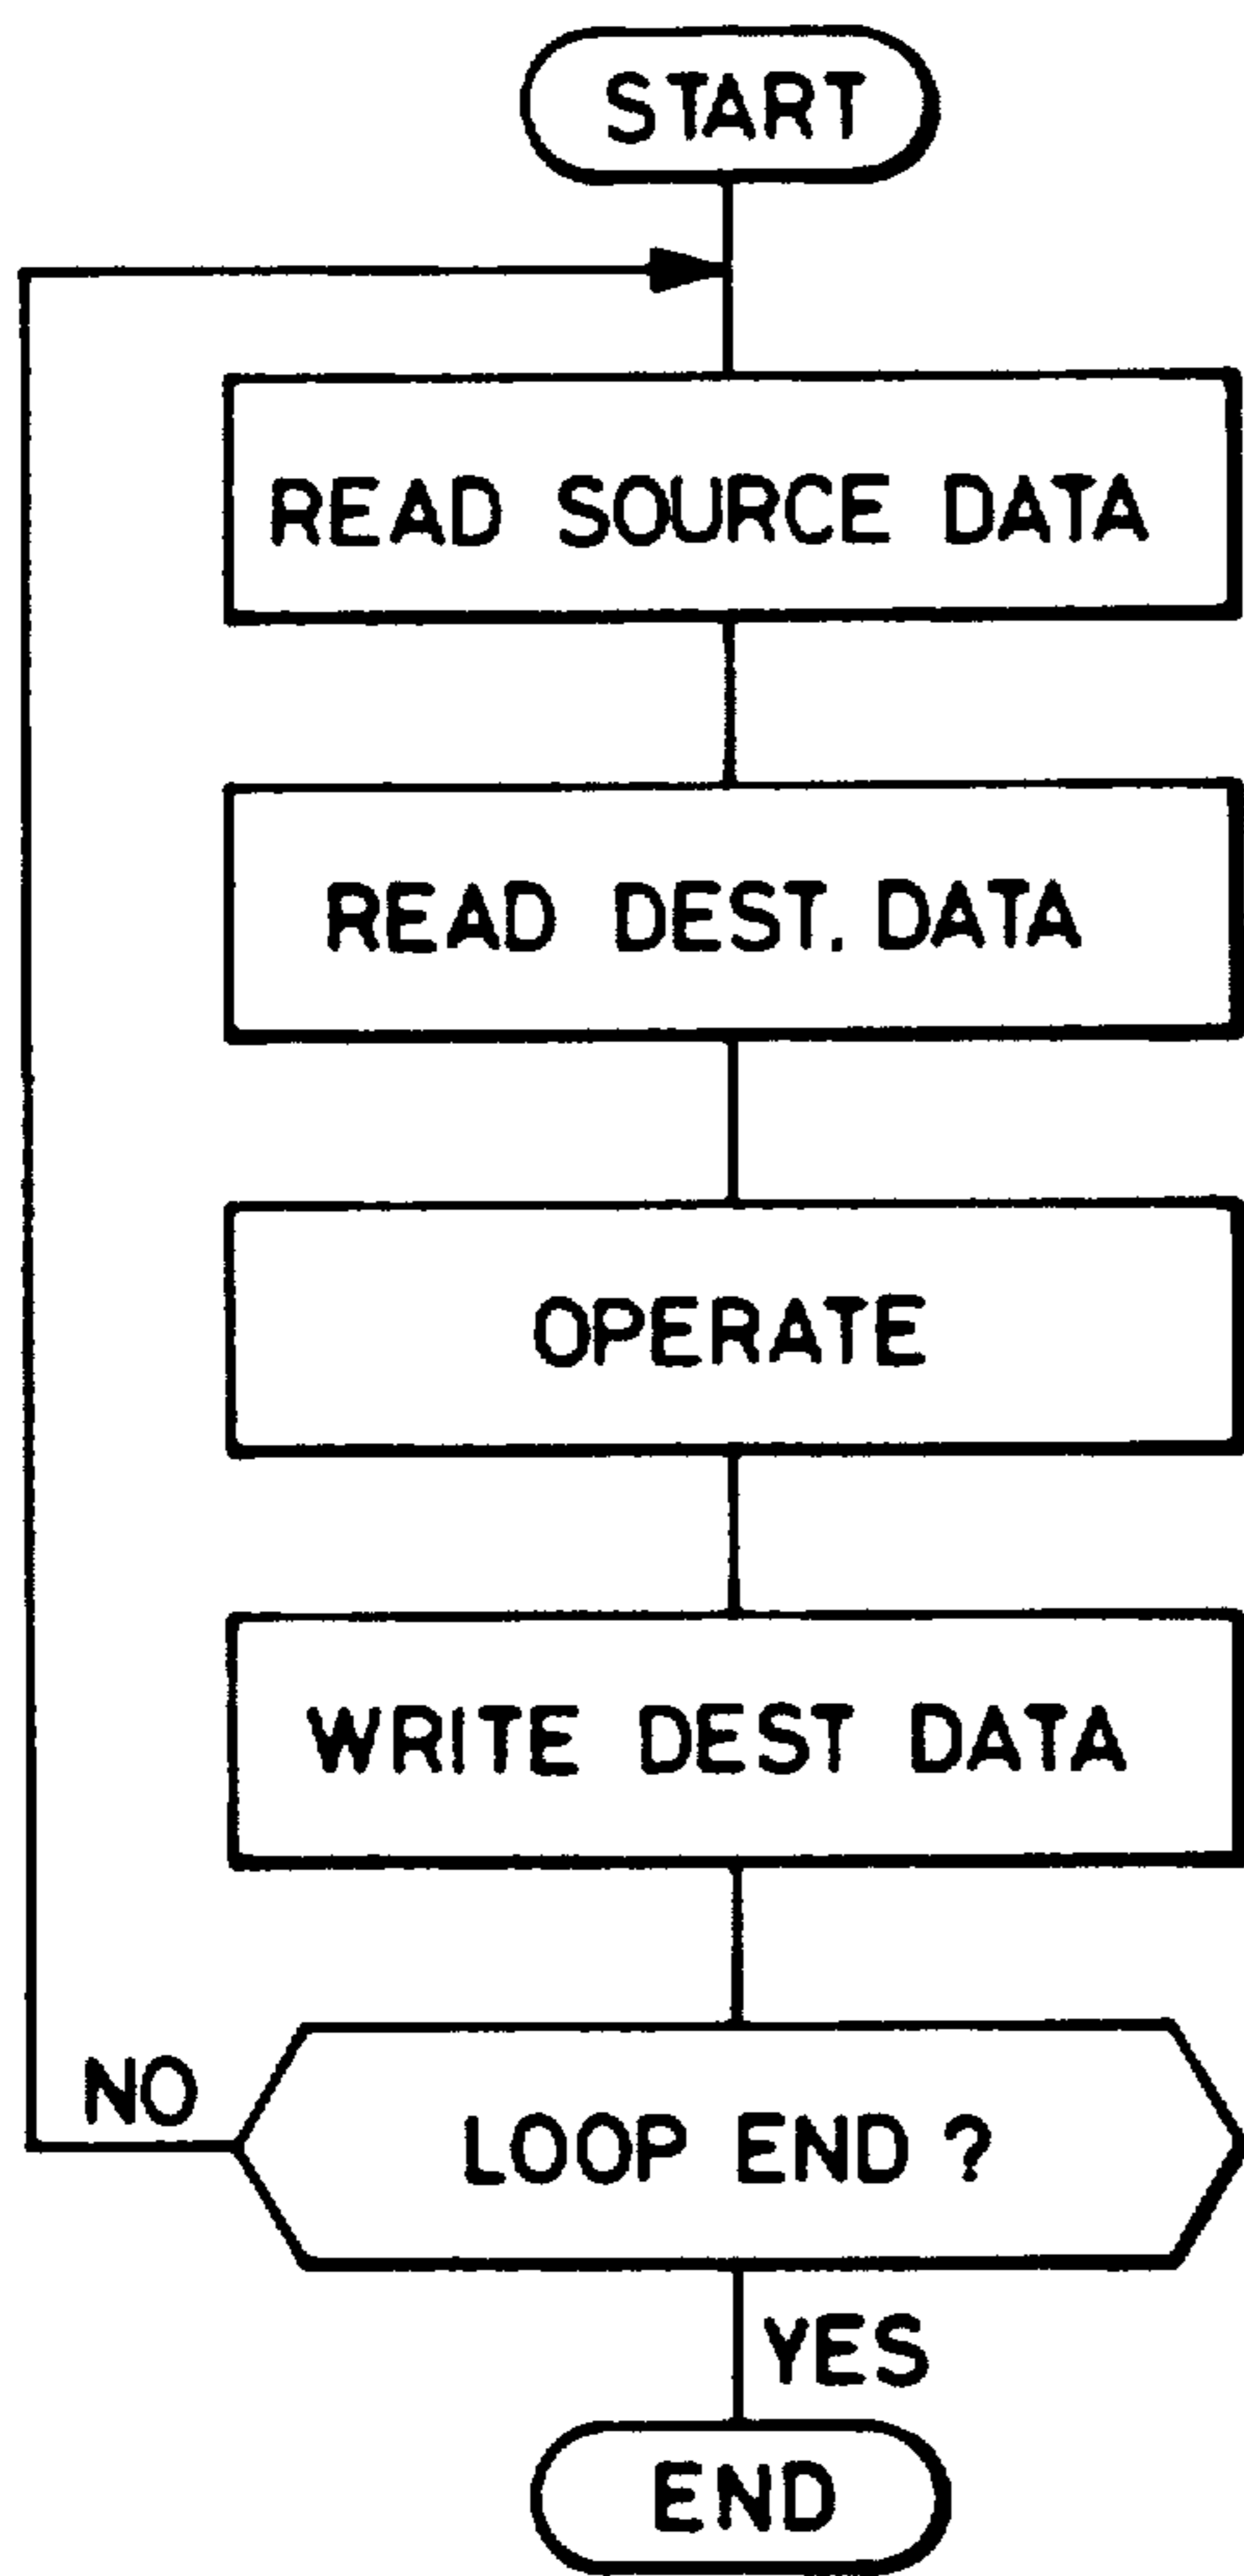 START
READ SOURCE DATA
READ DEST. DATA
OPERATE
WRITE DEST DATA
NO
LOOP END ?
YES
END